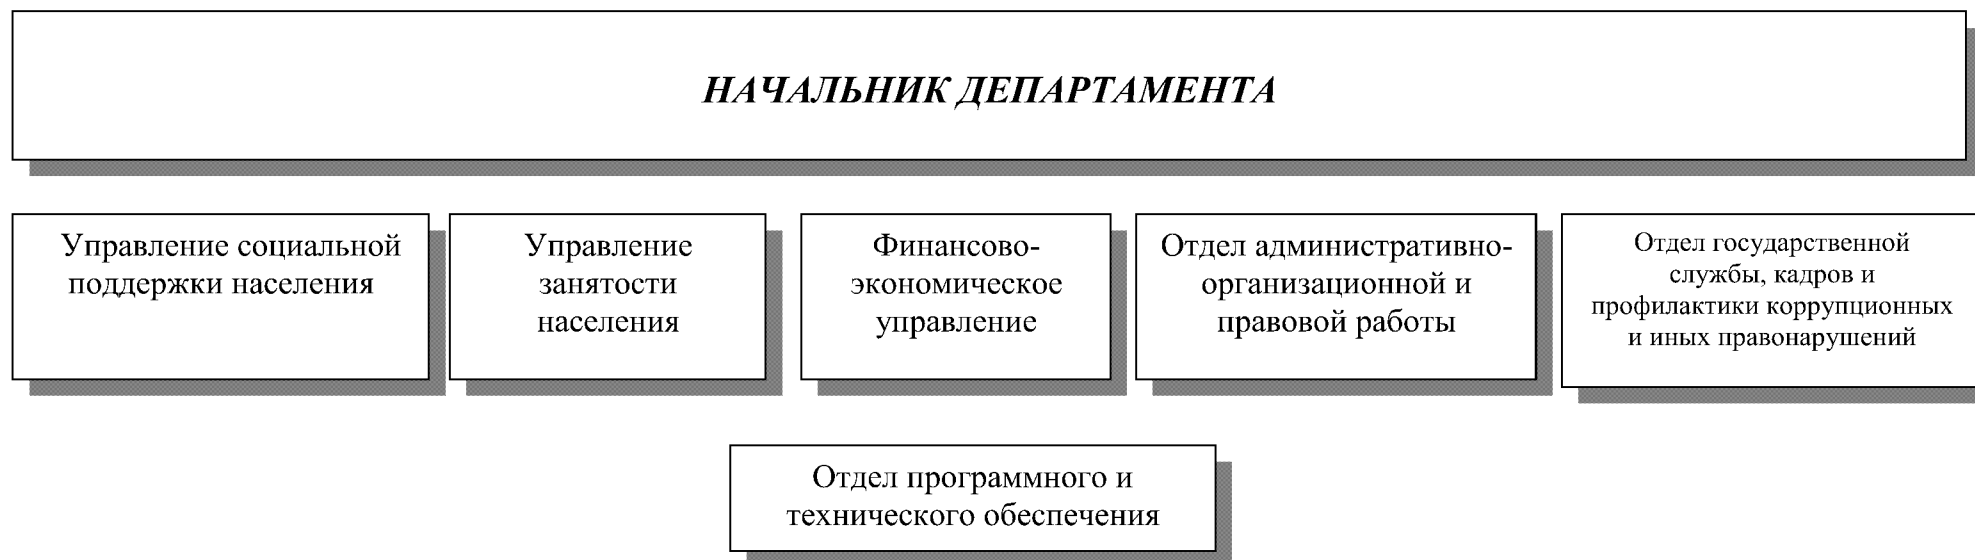 НАЧАЛЬНИК ДЕПАРТАМЕНТА
Управление социальной
поддержки населения
Управление
занятости
населения
Финансово-
экономическое
управление
Отдел административно-
организационной и
правовой работы
Отдел государственной
службы, кадров и
профилактики коррупционных
и иных правонарушений
Отдел программного и
технического обеспечения